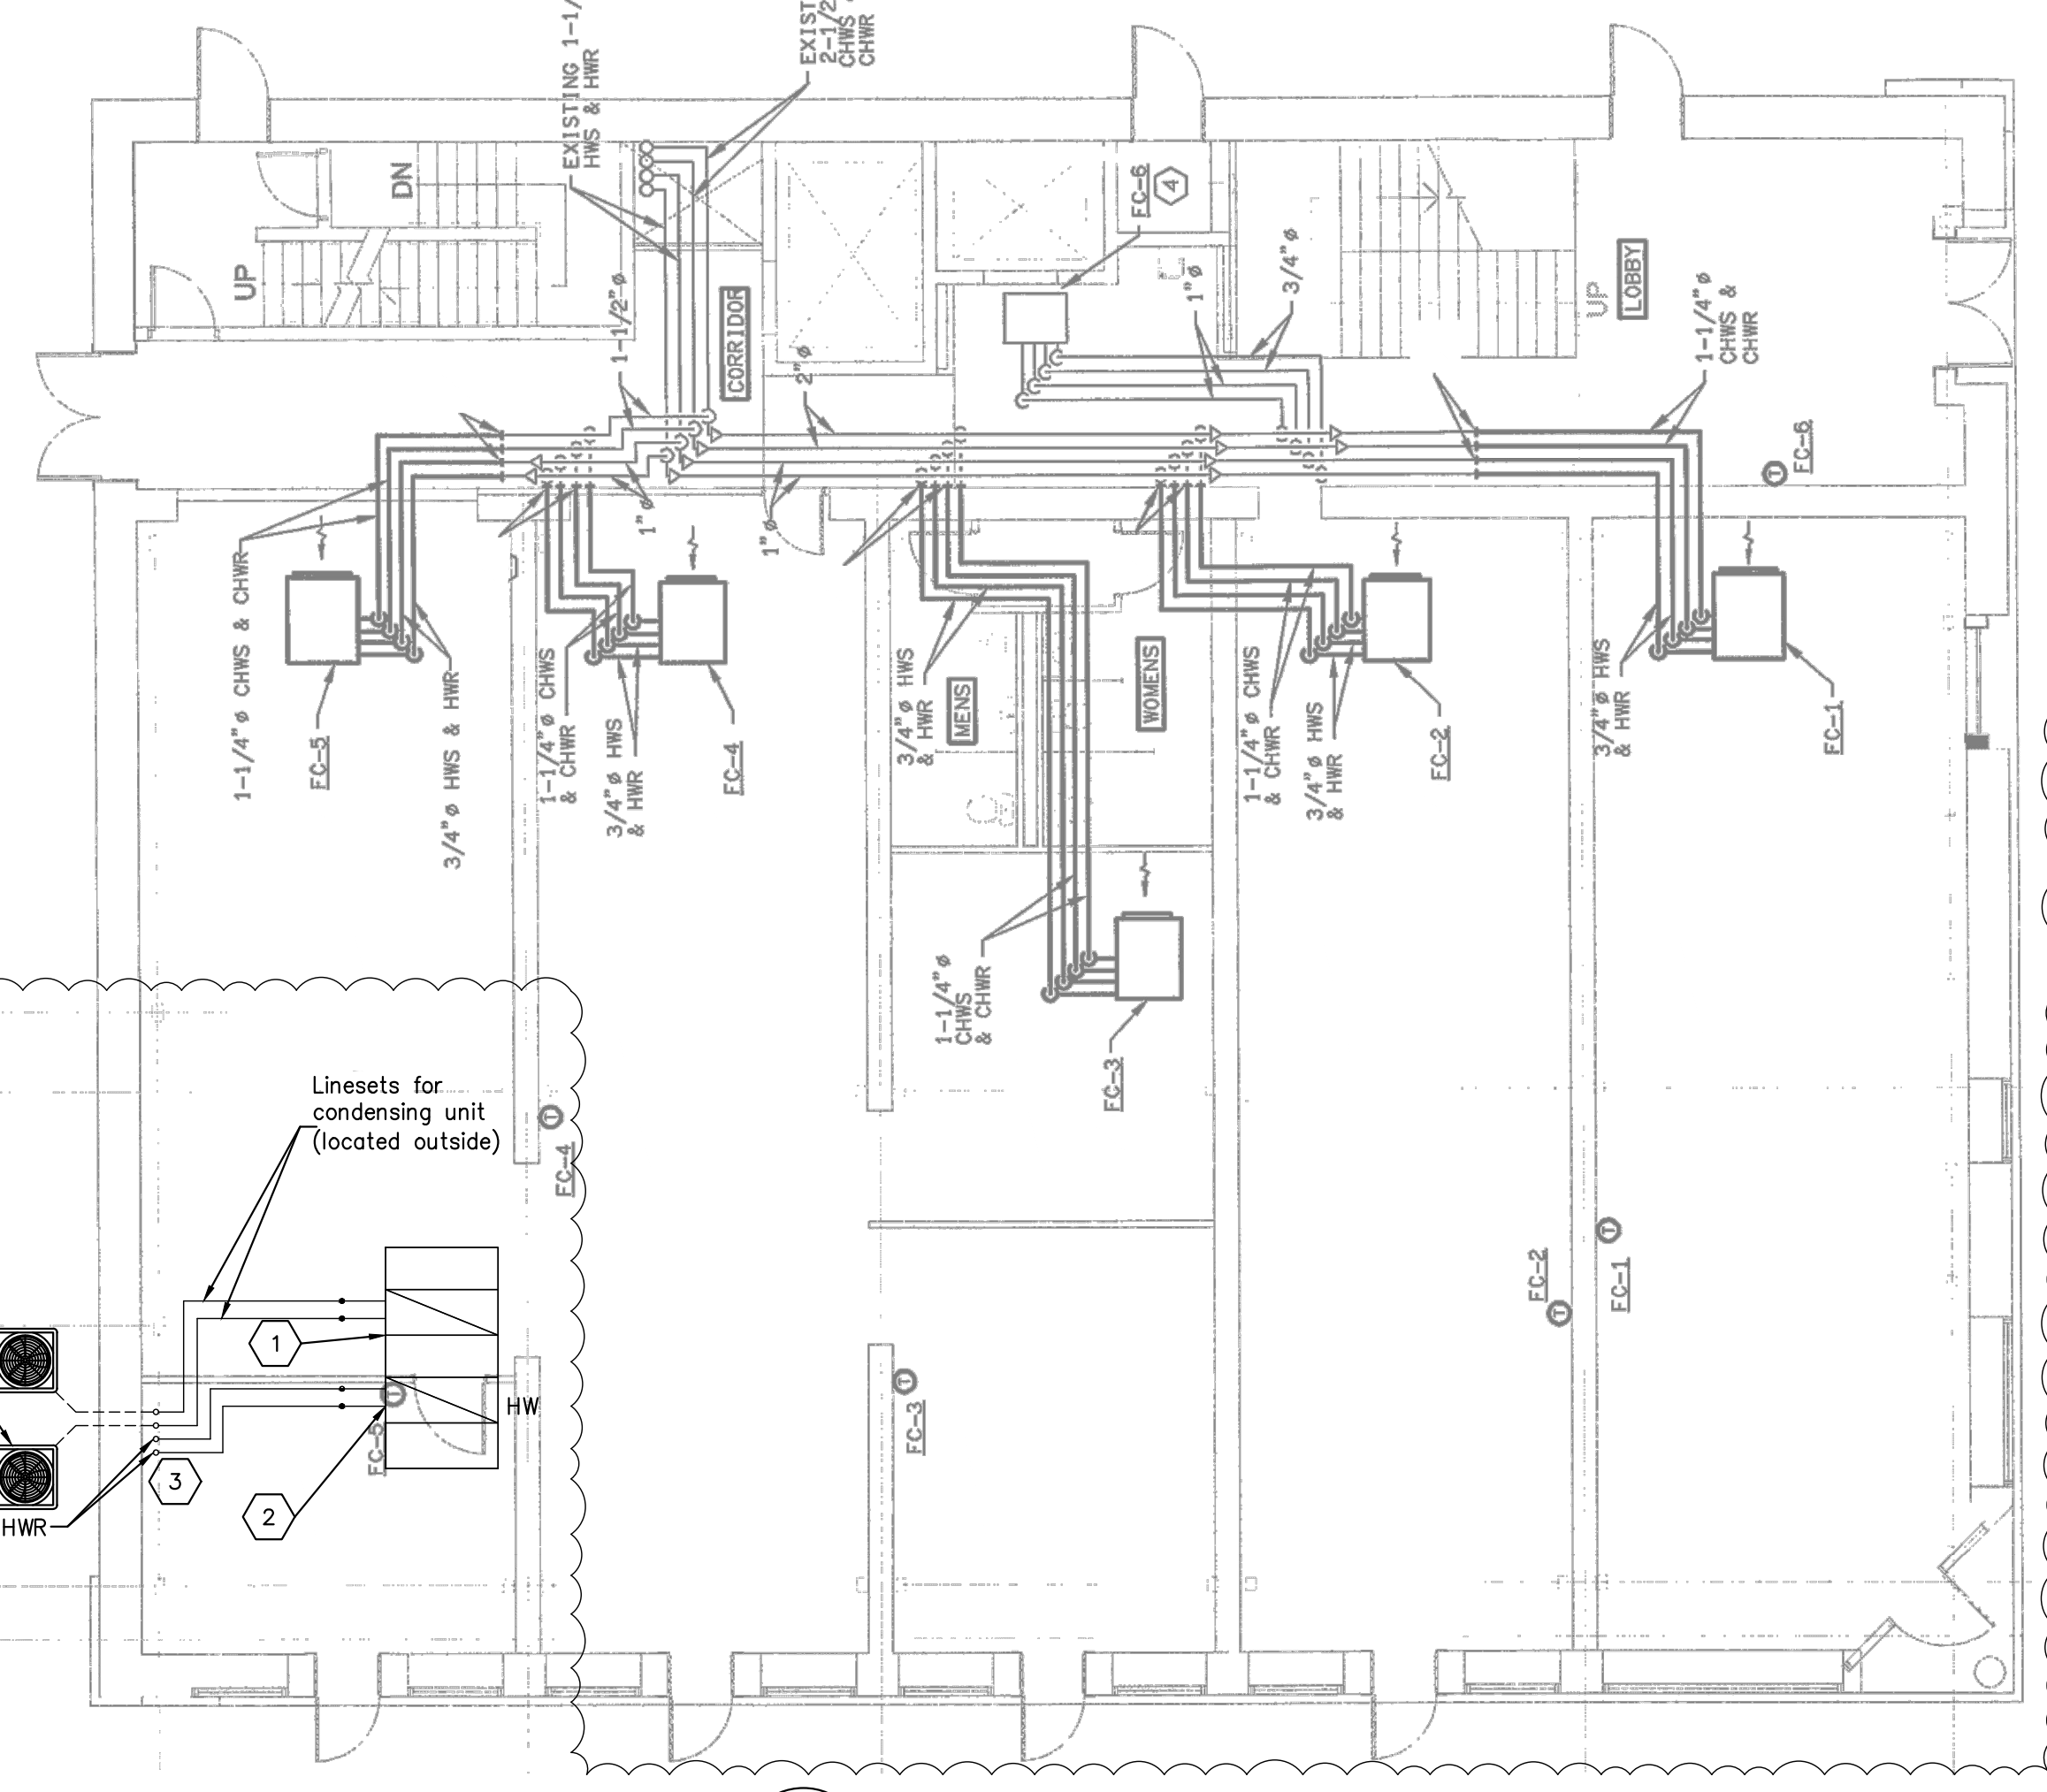 EXISTING 1-1/
HWS & HWR
EXIST
2-1/2
CHWS
CHWR
DN
UP
FC-6
4
CORRIDOR
1-1/2"ø
2"ø
1"ø
3/4"ø
UP
LOBBY
1-1/4"ø
CHWS &
CHWR
T
FC-6
1"ø
1"ø
1-1/4"ø CHWS & CHWR
FC-5
3/4"ø HWS & HWR
1-1/4"ø CHWS
& CHWR
3/4"ø HWS
& HWR
FC-4
3/4"ø HWS
& HWR
MENS
WOMENS
1-1/4"ø CHWS
& CHWR
3/4"ø HWS
& HWR
FC-2
3/4"ø HWS
& HWR
FC-1
1-1/4"ø
CHWS
& CHWR
FC-3
Linesets for
condensing unit
(located outside)
T
FC-4
T
FC-1
FC-2
T
1
T
FC-5
HW
T
FC-3
3
2
HWR